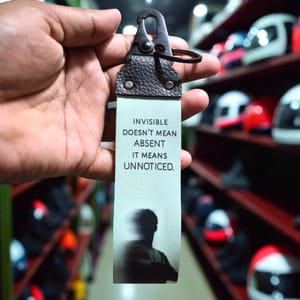 INVISIBLE
DOESN'T MEAN
ABSENT
IT MEANS
UNNOTICED.